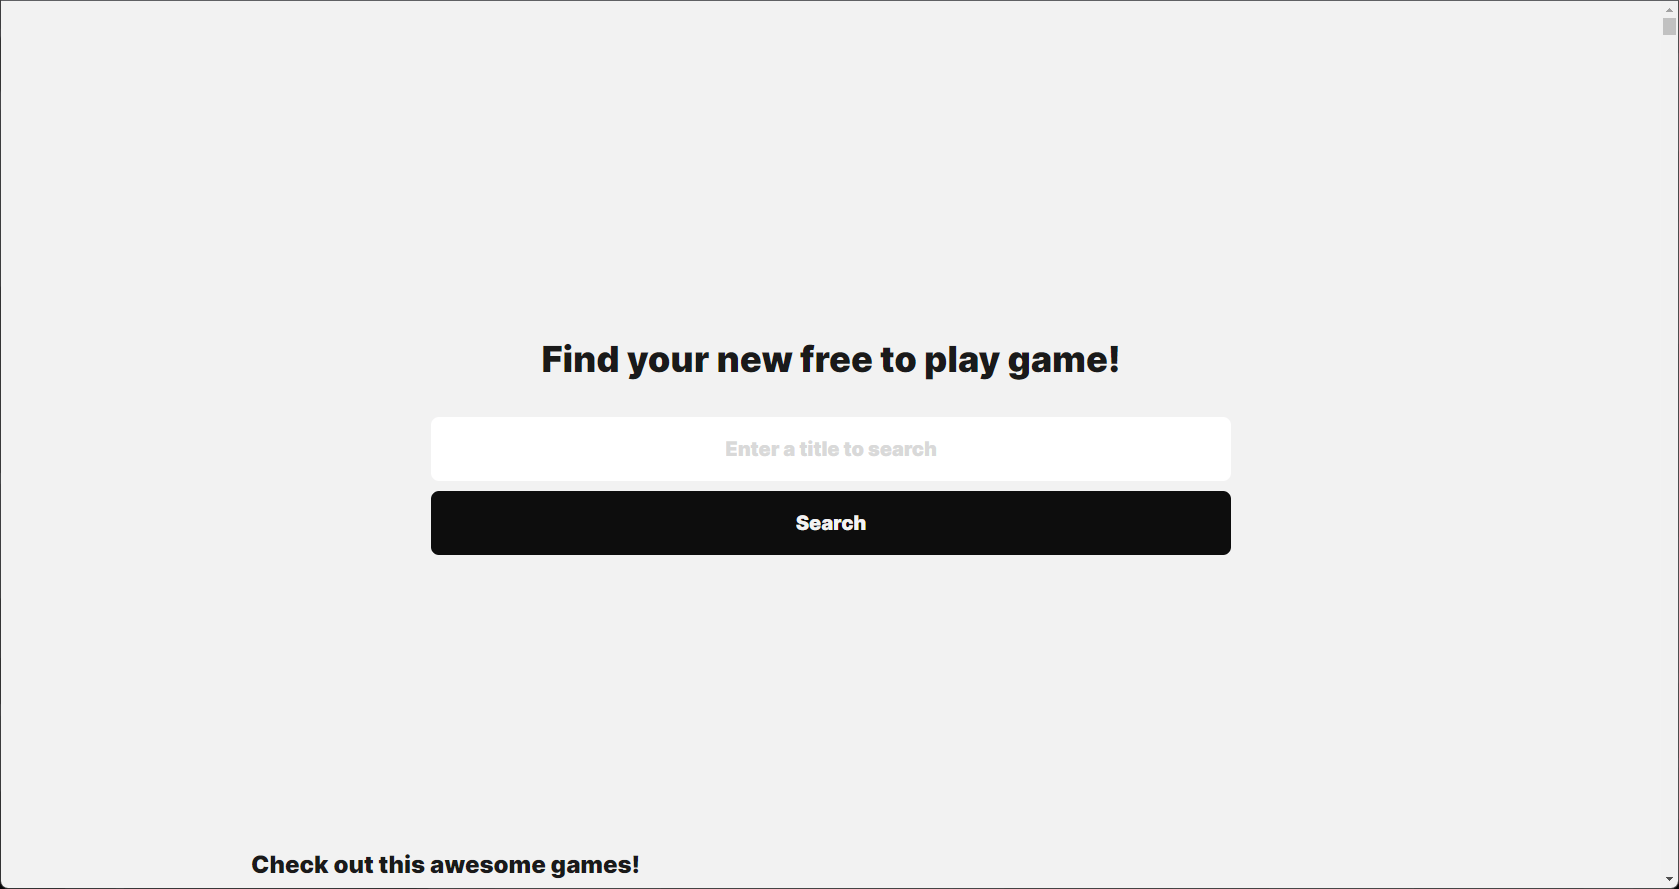 Find your new free to play game!
Enter a title to search
Search
Check out this awesome games!